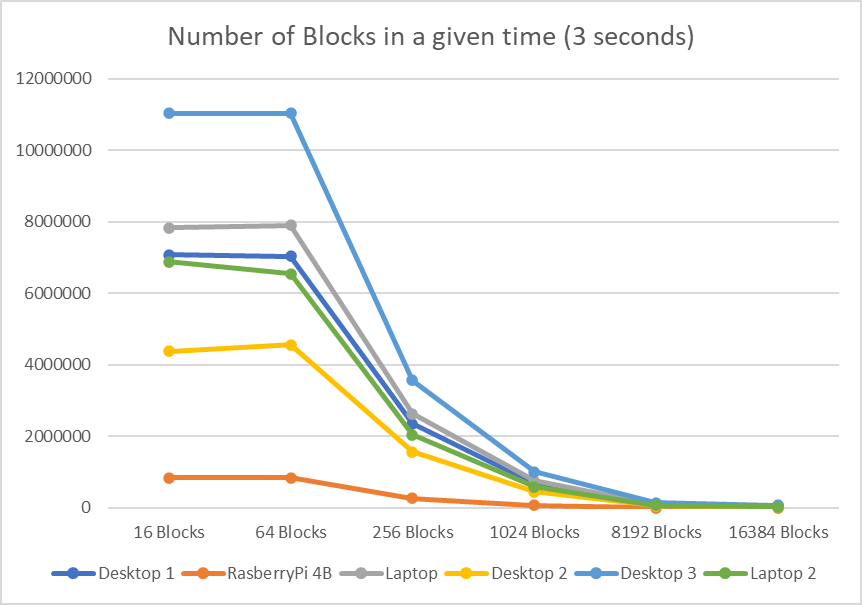 Number of Blocks in a given time (3 seconds)
12000000
10000000
8000000
6000000
4000000
2000000
0
16 Blocks 64 Blocks 256 Blocks 1024 Blocks 8192 Blocks 16384 Blocks
Desktop 1 RasberryPi 4B Laptop Desktop 2 Desktop 3 Laptop 2